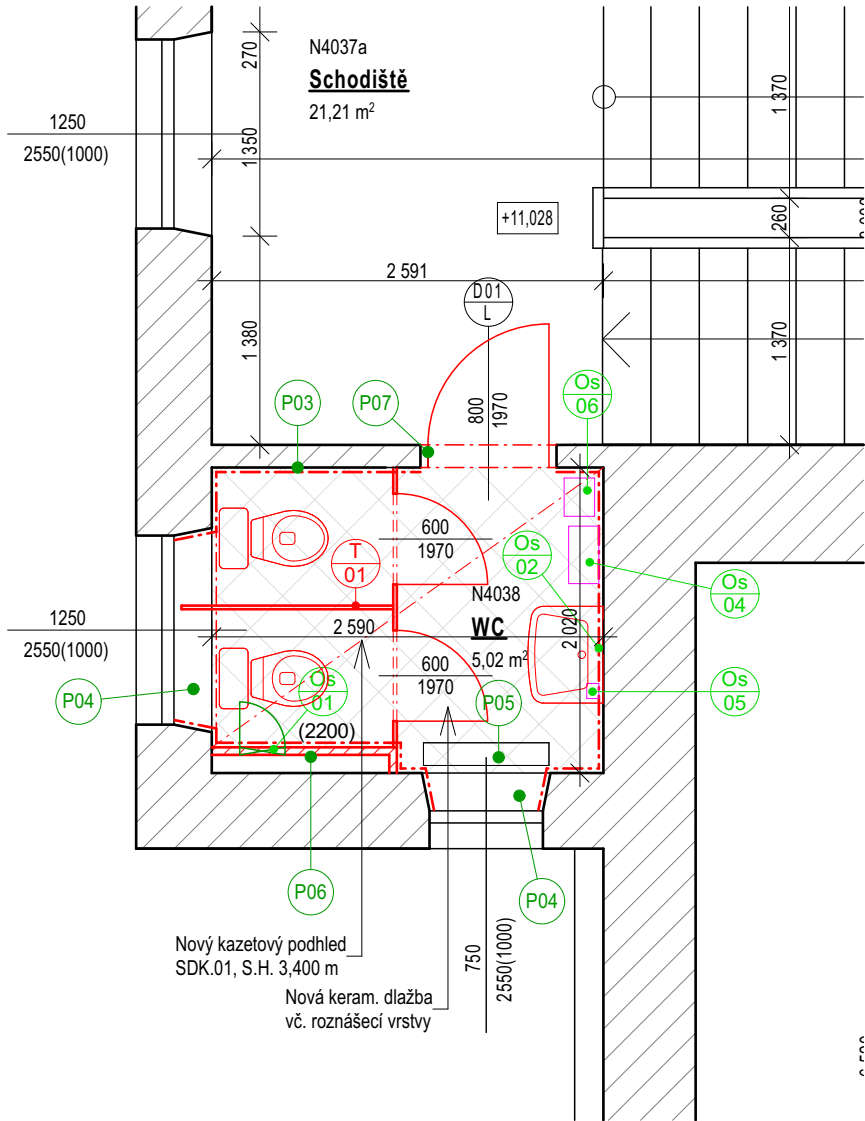 270
N4037a
Schodiště
21,21 m²
1250
2550(1000)
1350
1 370
+11,028
260
2 591
D01
L
1 380
1 370
P03
P07
800
1970
Os
06
600
1970
T
01
Os
02
N4038
WC
5,02 m²
2 020
Os
04
1250
2550(1000)
2 590
P04
600
1970
Os
01
(2200)
P05
Os
05
P06
P04
Nový kazetový podhled
SDK.01, S.H. 3,400 m
Nová keram. dlažba
vč. roznášecí vrstvy
750
2550(1000)